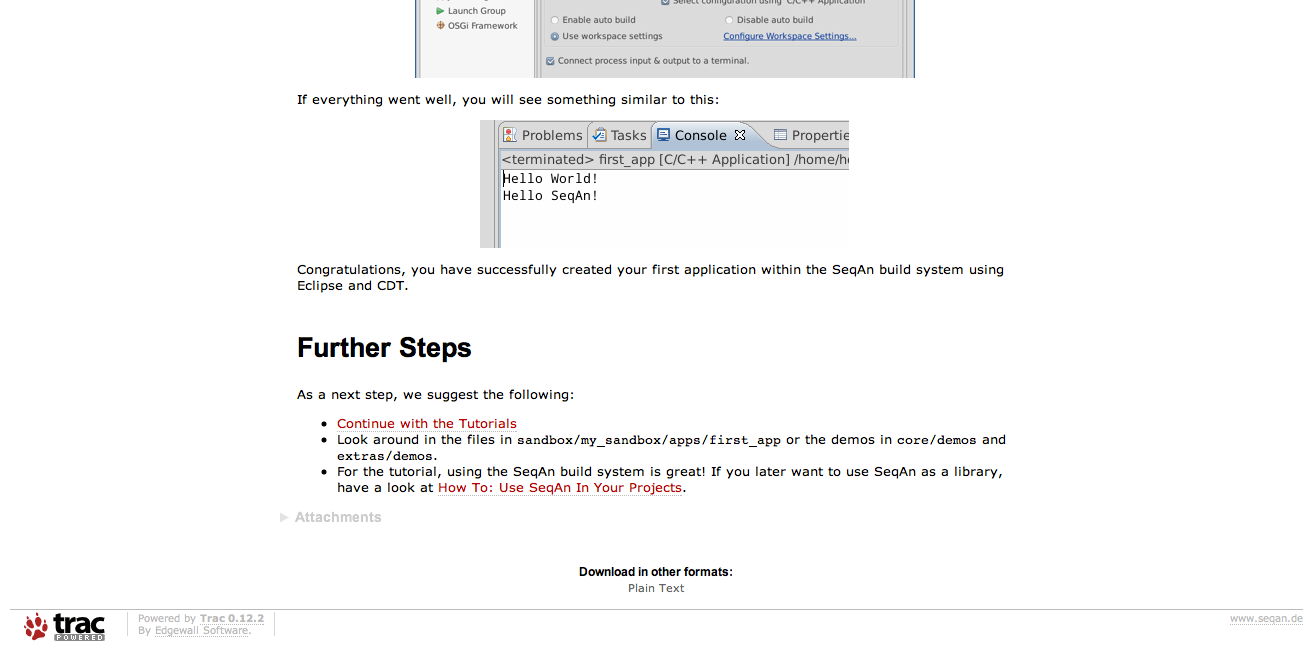 Launch Group
OSGi Framework
Select configuration using 'C/C++ Application'
Enable auto build
Disable auto build
Use workspace settings
Configure Workspace Settings...
Connect process input & output to a terminal.
If everything went well, you will see something similar to this:
Problems Tasks Console Propertie
<terminated> first_app [C/C++ Application] /home/h
Hello World!
Hello SeqAn!
Congratulations, you have successfully created your first application within the SeqAn build system using
Eclipse and CDT.
Further Steps
As a next step, we suggest the following:
• Continue with the Tutorials
• Look around in the files in sandbox/my_sandbox/apps/first_app or the demos in core/demos and
extras/demos.
• For the tutorial, using the SeqAn build system is great! If you later want to use SeqAn as a library,
have a look at How To: Use SeqAn In Your Projects.
Attachments
Download in other formats:
Plain Text
trac
POWERED
Powered by Trac 0.12.2
By Edgewall Software.
www.seqan.de